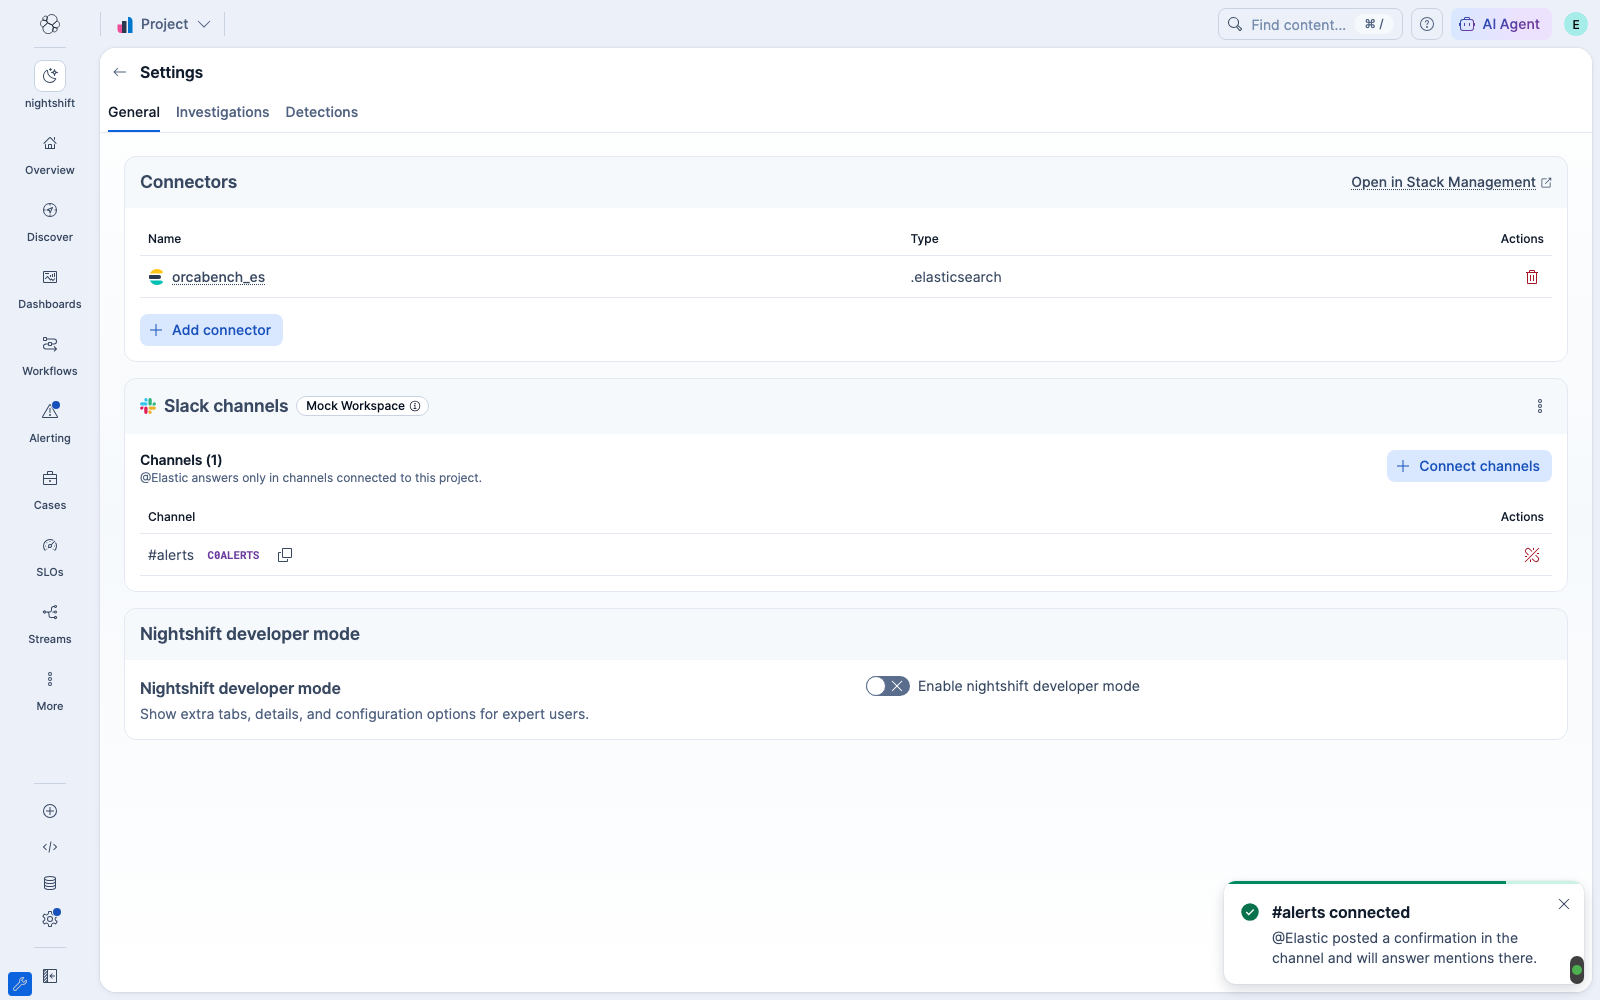 Project
Find content...
⌘ /
AI Agent
E
nightshift
Overview
Discover
Dashboards
Workflows
Alerting
Cases
SLOs
Streams
More
Settings
General
Investigations
Detections
Connectors
Open in Stack Management
Name
Type
Actions
orcabench_es
.elasticsearch
Add connector
Slack channels
Mock Workspace
Channels (1)
@Elastic answers only in channels connected to this project.
Connect channels
Channel
Actions
#alerts
C0ALERTS
Nightshift developer mode
Nightshift developer mode
Show extra tabs, details, and configuration options for expert users.
Enable nightshift developer mode
#alerts connected
@Elastic posted a confirmation in the
channel and will answer mentions there.